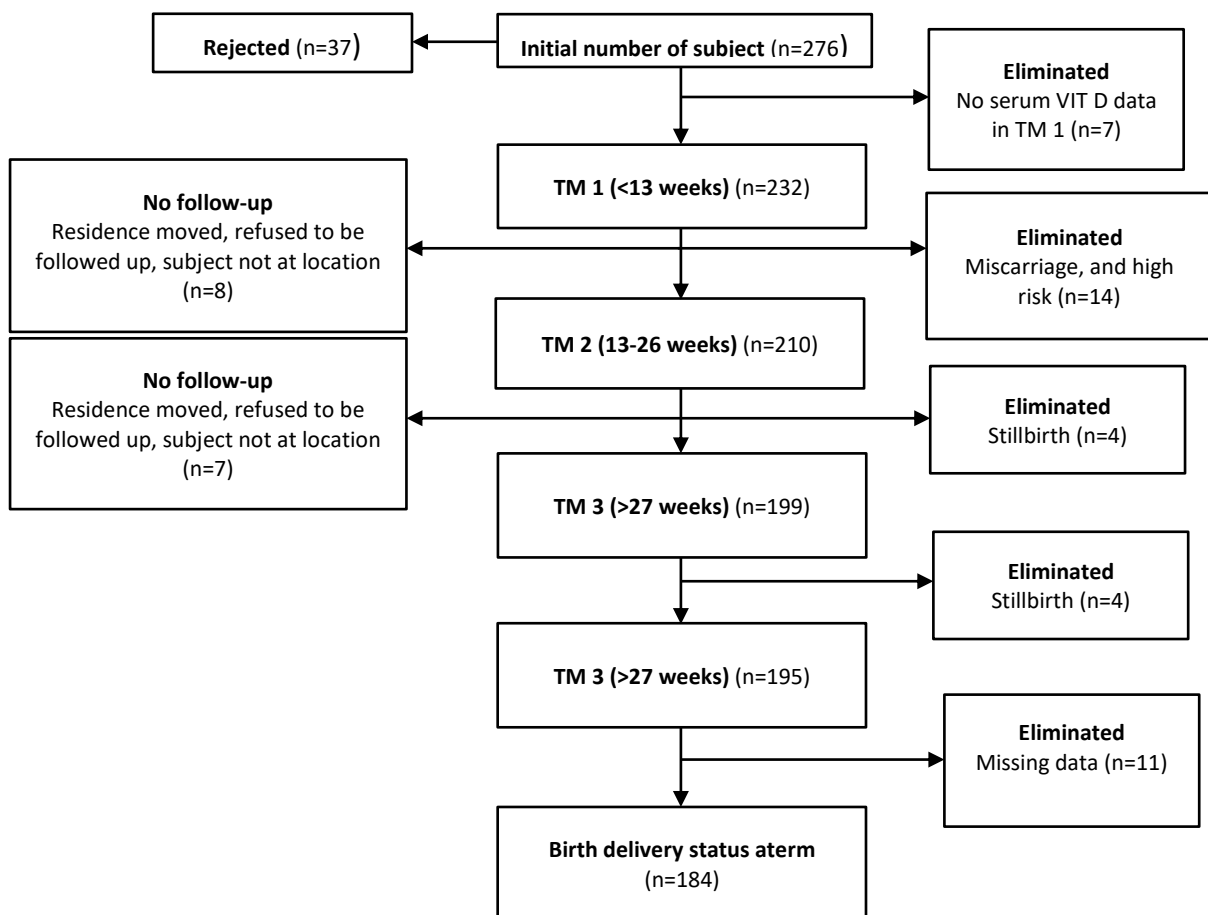 Rejected (n=37)
Initial number of subject (n=276)
Eliminated
No serum VIT D data
in TM 1 (n=7)
TM 1 (<13 weeks) (n=232)
No follow-up
Residence moved, refused to be
followed up, subject not at location
(n=8)
Eliminated
Miscarriage, and high
risk (n=14)
TM 2 (13-26 weeks) (n=210)
No follow-up
Residence moved, refused to be
followed up, subject not at location
(n=7)
Eliminated
Stillbirth (n=4)
TM 3 (>27 weeks) (n=199)
Eliminated
Stillbirth (n=4)
TM 3 (>27 weeks) (n=195)
Eliminated
Missing data (n=11)
Birth delivery status aterm
(n=184)